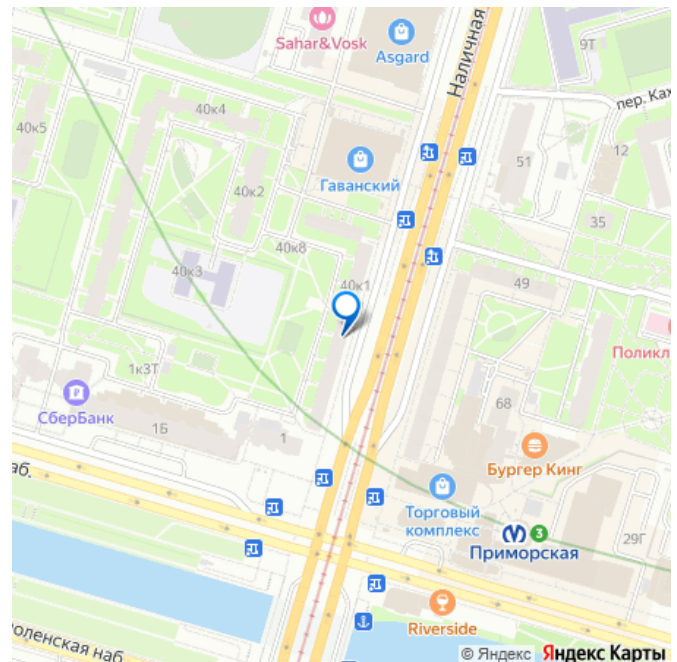 Sahar&Vosk
Asgard
Наличная
9Т
пер. Ках
40к4
40к5
12
51
Гаванский
40к2
35
40к8
40к3
49
40к1
Поликл
1к3Т
СберБанк
68
1Б
1
Бургер Кинг
аб.
Торговый
комплекс
3
29Г
Приморская
Riverside
оленская наб.
© Яндекс Яндекс Карты